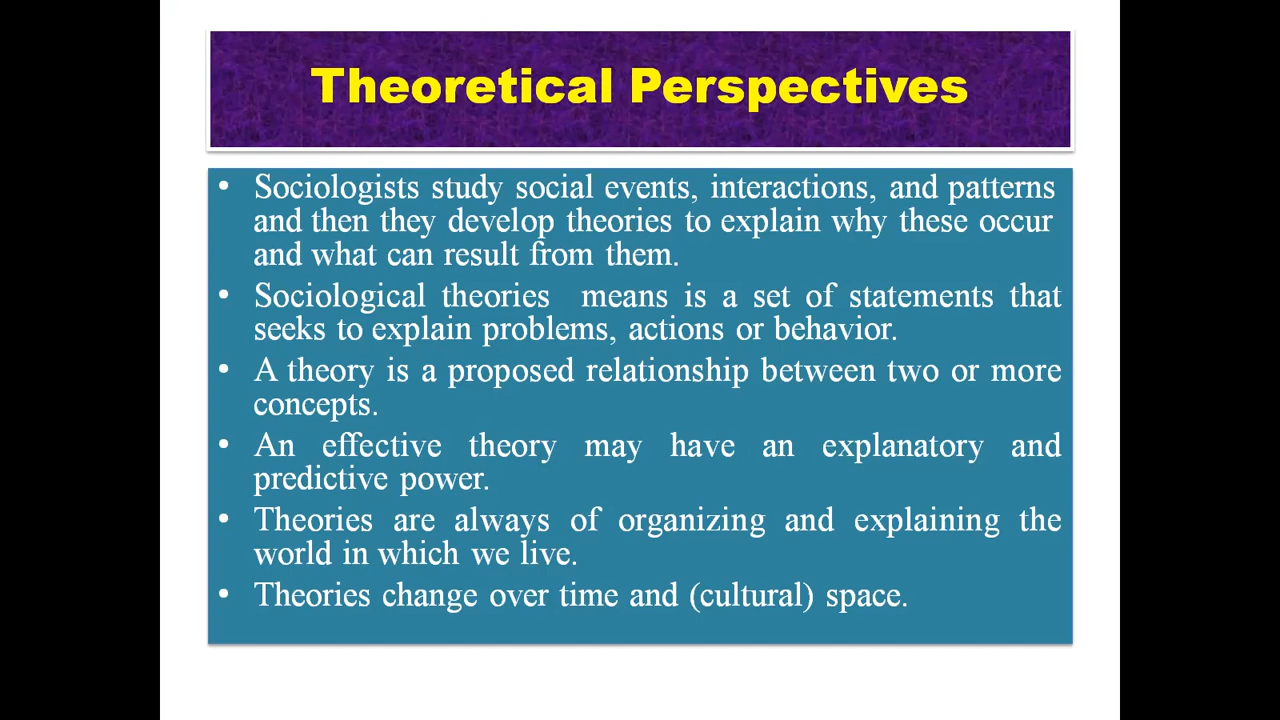 Theoretical Perspectives
• Sociologists study social events, interactions, and patterns
and then they develop theories to explain why these occur
and what can result from them.
• Sociological theories  means is a set of statements that
seeks to explain problems, actions or behavior.
• A theory is a proposed relationship between two or more
concepts.
• An effective theory may have an explanatory and
predictive power.
• Theories are always of organizing and explaining the
world in which we live.
• Theories change over time and (cultural) space.